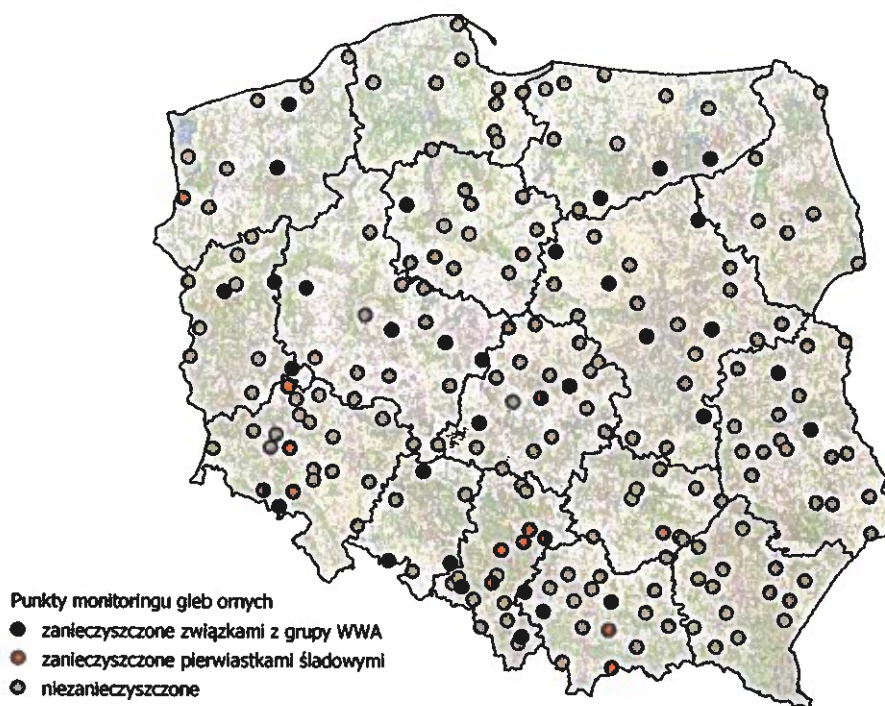 Punkty monitoringu gleb ornych
zanieczyszczone związkami z grupy WWA
zanieczyszczone pierwiastkami śladowymi
niezanieczyszczone